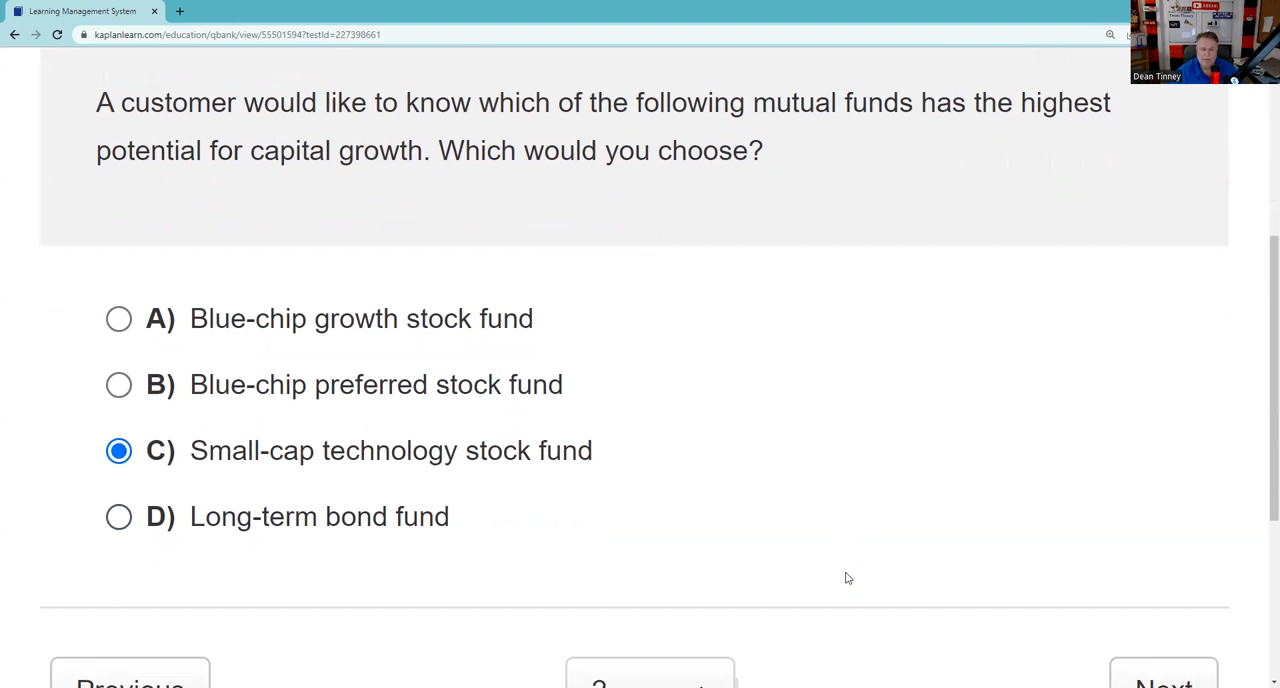 Learning Management System
kaplanlearn.com/education/qbank/view/55501594?testId=227398661
Dean Tinney
A customer would like to know which of the following mutual funds has the highest
potential for capital growth. Which would you choose?
A) Blue-chip growth stock fund
B) Blue-chip preferred stock fund
C) Small-cap technology stock fund
D) Long-term bond fund
Previous
2
Next